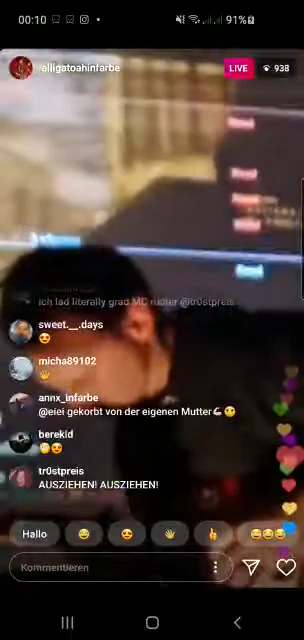 00:10
91%
alligatoahinfarbe
LIVE
938
ich lad literally grad MC rudler @tr0stpreis
sweet.__.days
😍
micha89102
👋
annx_infarbe
@eiei gekorbt von der eigenen Mutter💪😳
berekid
tr0stpreis
AUSZIEHEN! AUSZIEHEN!
Hallo
Kommentieren